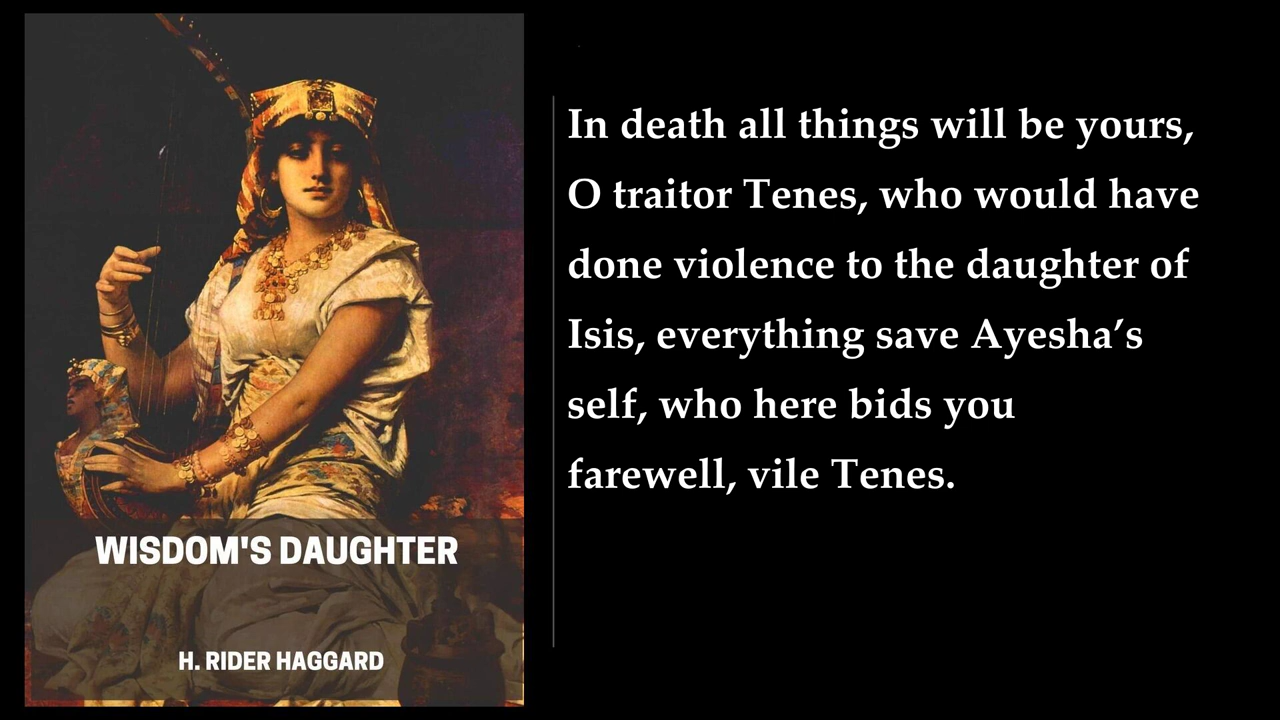 WISDOM'S DAUGHTER
H. RIDER HAGGARD
In death all things will be yours,
O traitor Tenes, who would have
done violence to the daughter of
Isis, everything save Ayesha’s
self, who here bids you
farewell, vile Tenes.